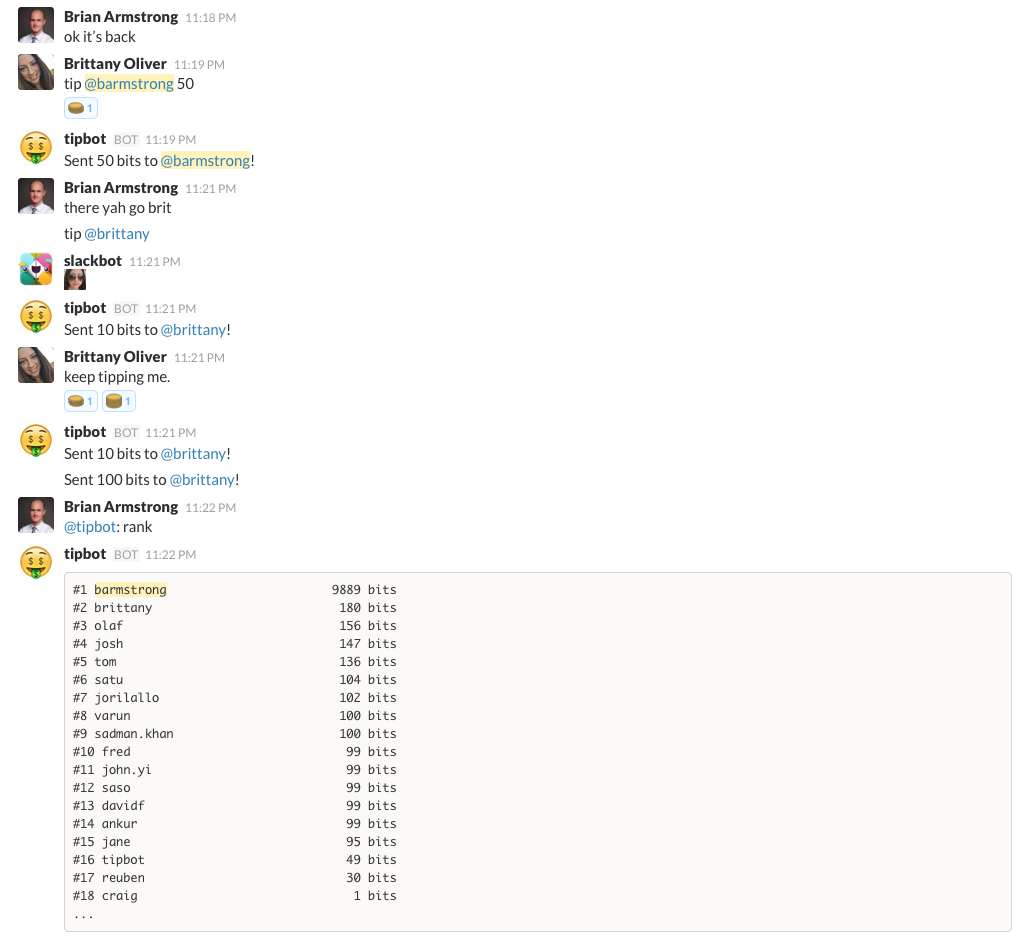 Brian Armstrong 11:18 PM
ok it’s back
Brittany Oliver 11:19 PM
tip @barmstrong 50
1
tipbot BOT 11:19 PM
Sent 50 bits to @barmstrong!
Brian Armstrong 11:21 PM
there yah go brit
tip @brittany
slackbot 11:21 PM
tipbot BOT 11:21 PM
Sent 10 bits to @brittany!
Brittany Oliver 11:21 PM
keep tipping me.
1 1
tipbot BOT 11:21 PM
Sent 10 bits to @brittany!
Sent 100 bits to @brittany!
Brian Armstrong 11:22 PM
@tipbot: rank
tipbot BOT 11:22 PM
#1 barmstrong 9889 bits
#2 brittany 180 bits
#3 olaf 156 bits
#4 josh 147 bits
#5 tom 136 bits
#6 satu 104 bits
#7 jorilallo 102 bits
#8 varun 100 bits
#9 sadman.khan 100 bits
#10 fred 99 bits
#11 john.yi 99 bits
#12 saso 99 bits
#13 davidf 99 bits
#14 ankur 99 bits
#15 jane 95 bits
#16 tipbot 49 bits
#17 reuben 30 bits
#18 craig 1 bits
...